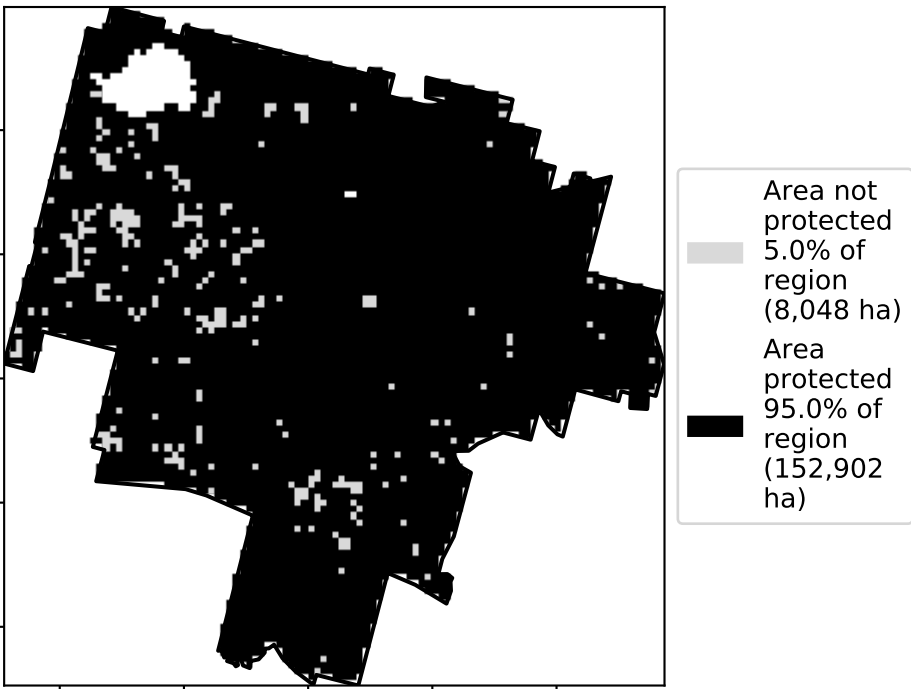 Area not
protected
5.0% of
region
(8,048 ha)
Area
protected
95.0% of
region
(152,902
ha)